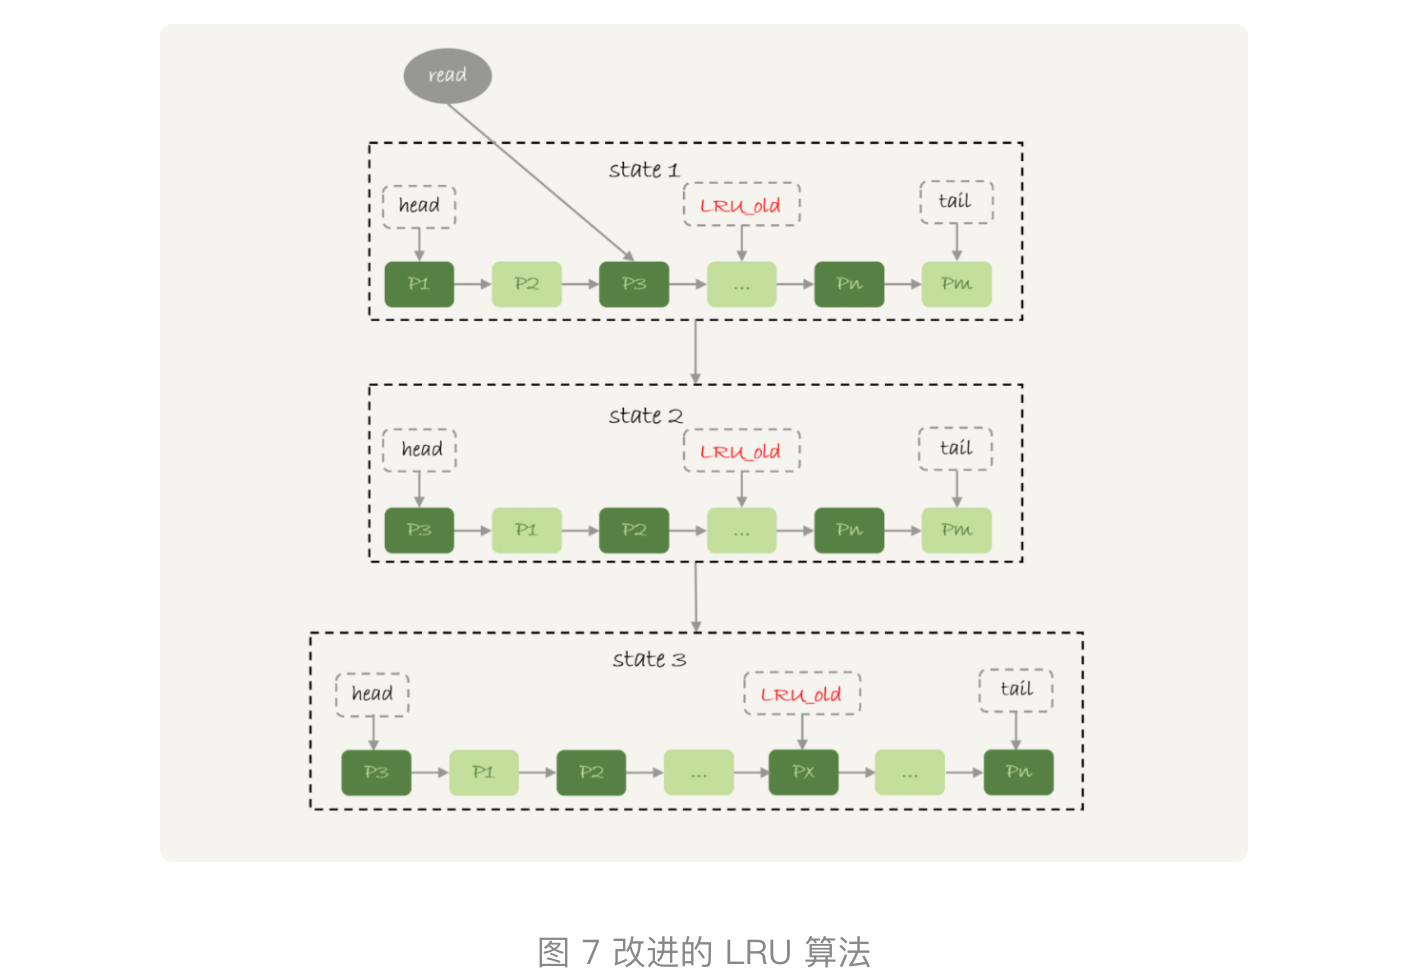 read
state 1
head
LRU_old
tail
P1 P2 P3 ... Pn Pm
state 2
head
LRU_old
tail
P3 P1 P2 ... Pn Pm
state 3
head
LRU_old
tail
P3 P1 P2 ... Px ... Pn
图 7 改进的 LRU 算法